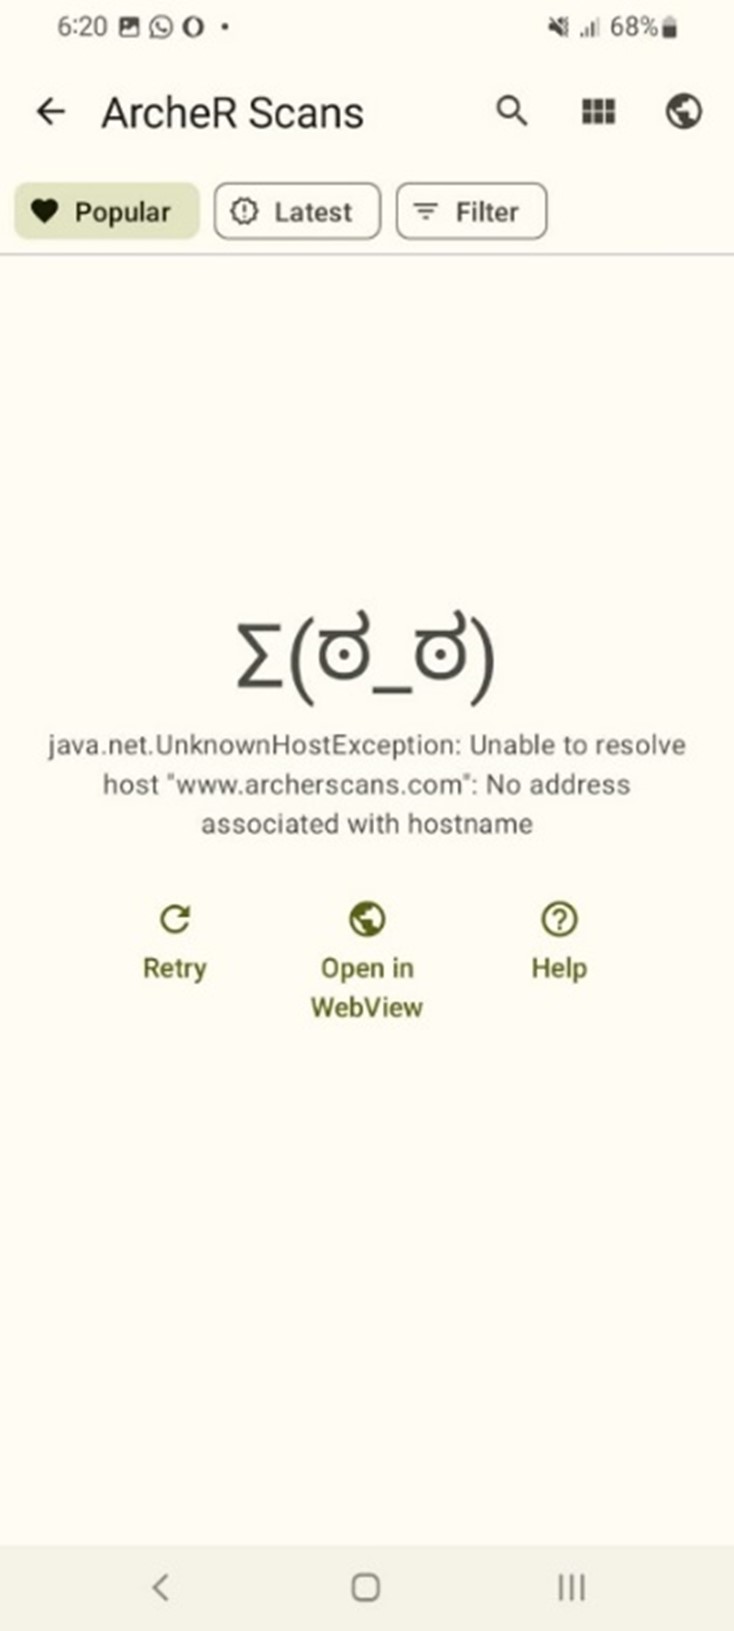 6:20
68%
ArcheR Scans
Popular
Latest
Filter
Σ(ಠ_ಠ)
java.net.UnknownHostException: Unable to resolve
host "www.archerscans.com": No address
associated with hostname
Retry
Open in
WebView
Help